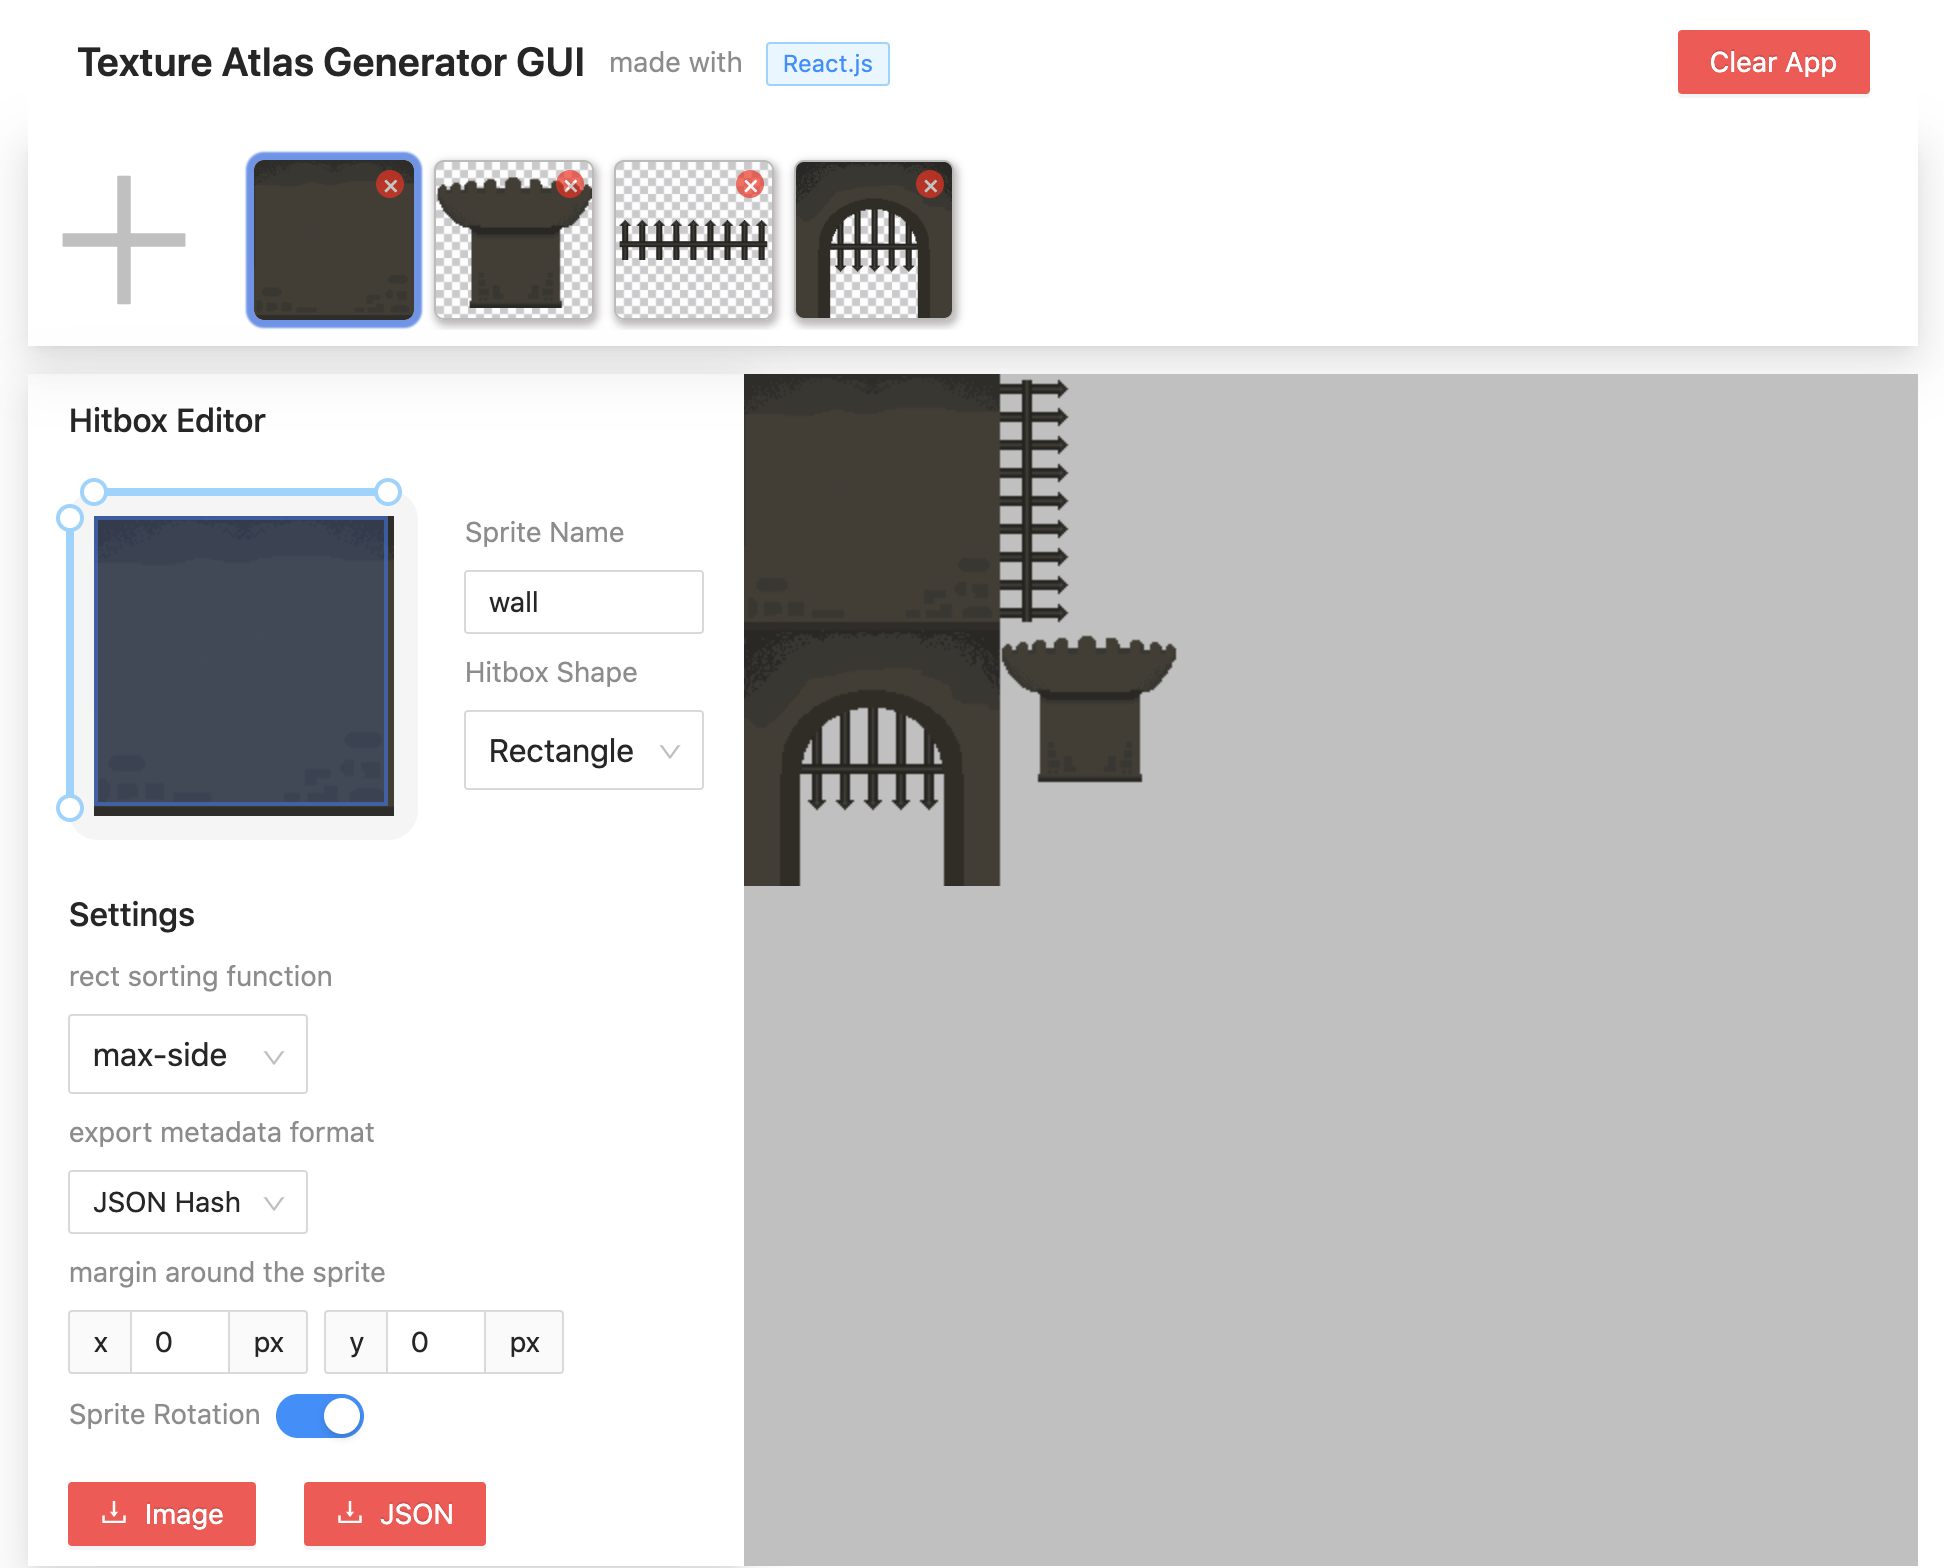 Texture Atlas Generator GUI made with React.js Clear App
Hitbox Editor
Sprite Name
wall
Hitbox Shape
Rectangle
Settings
rect sorting function
max-side
export metadata format
JSON Hash
margin around the sprite
x 0 px y 0 px
Sprite Rotation
Image JSON